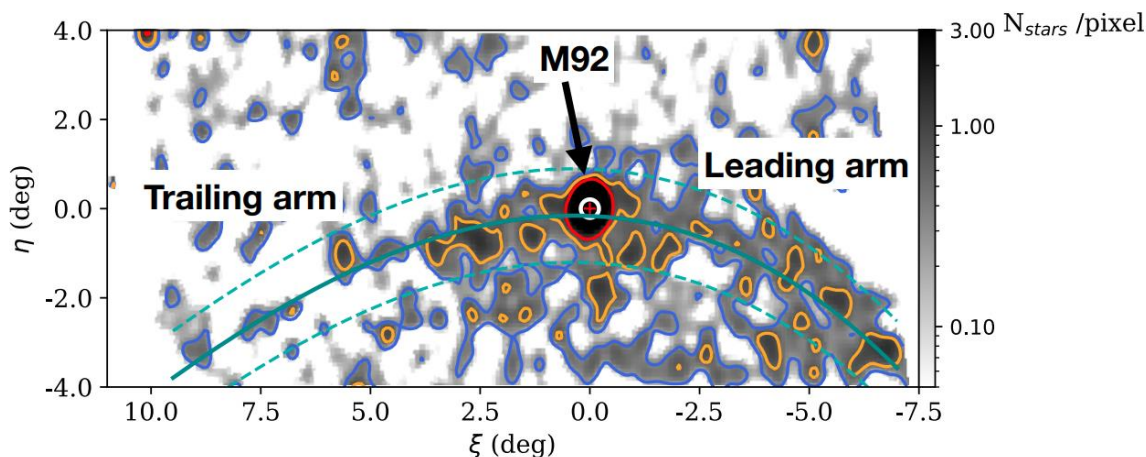 N_stars /pixel
M92
Leading arm
Trailing arm
η (deg)
4.0
2.0
0.0
-2.0
-4.0
10.0 7.5 5.0 2.5 0.0 -2.5 -5.0 -7.5
ξ (deg)
3.00
1.00
0.10